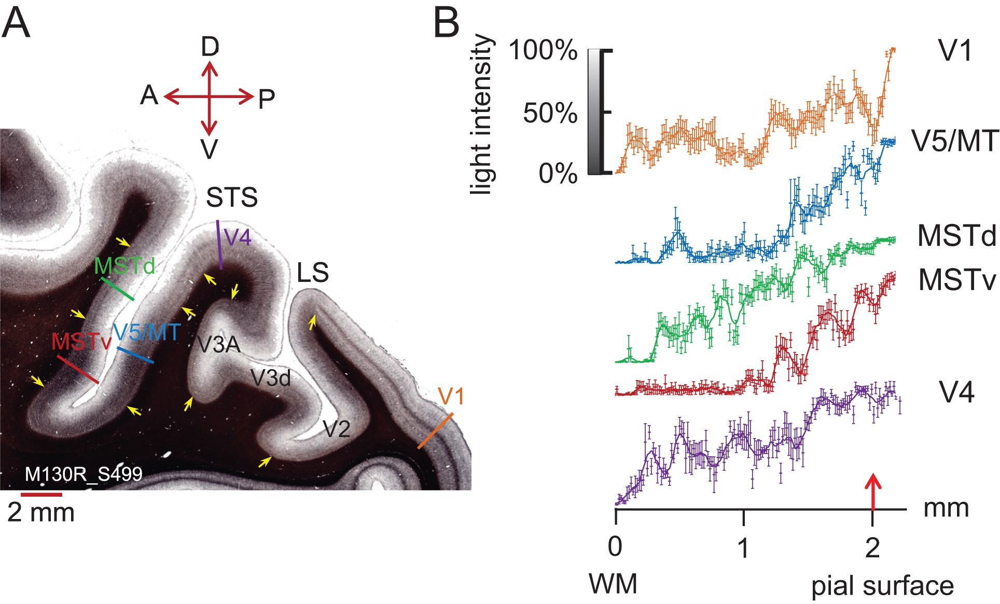 A
D
A P
V
STS
V4
LS
MSTd
MSTv V5/MT
V3A
V3d
V1
V2
M130R_S499
2 mm
B
light intensity
100%
50%
0%
V1
V5/MT
MSTd
MSTv
V4
mm
0 1 2
WM pial surface